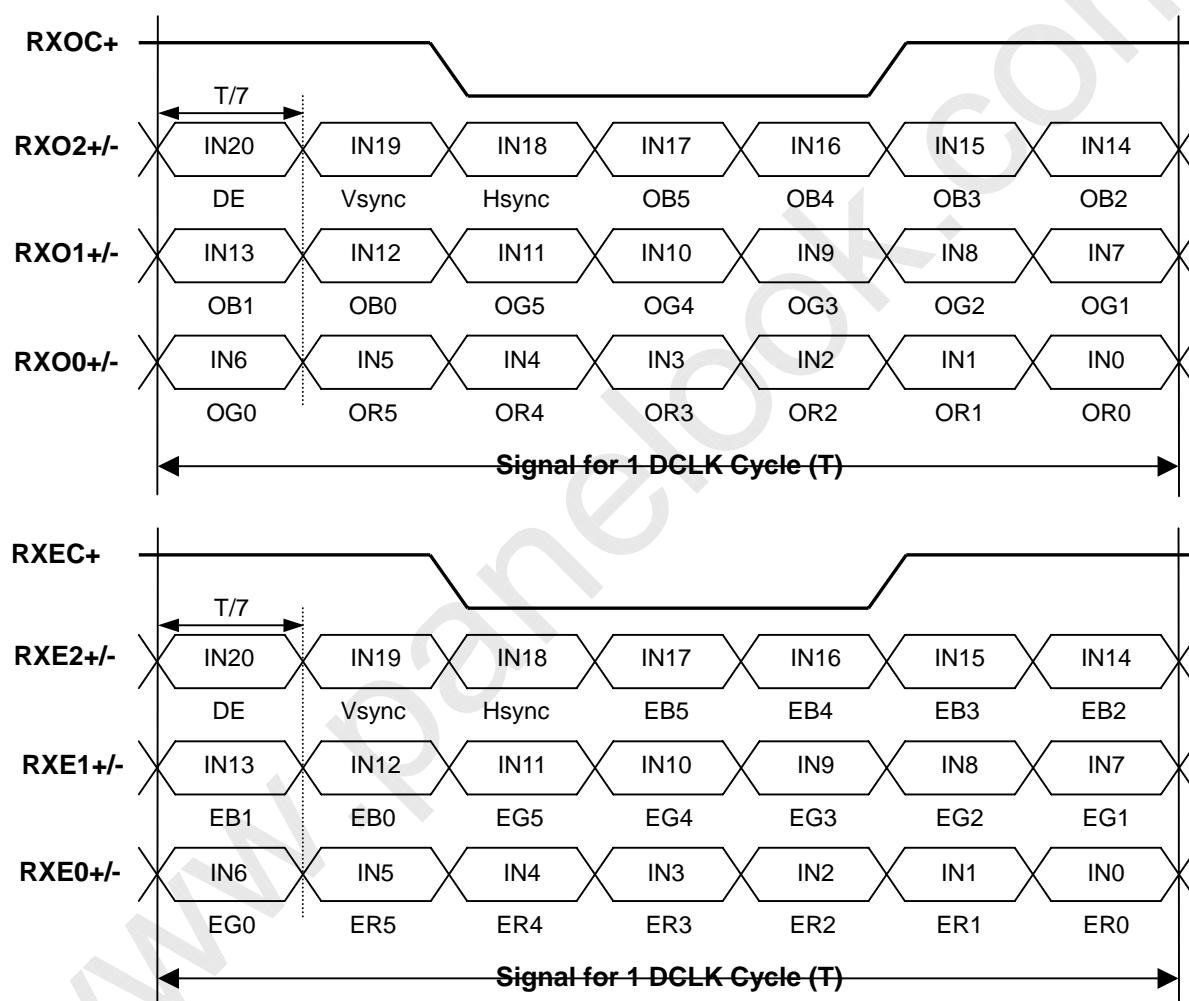 RXOC+
T/7
RXO2+/- IN20 IN19 IN18 IN17 IN16 IN15 IN14
DE Vsync Hsync OB5 OB4 OB3 OB2
RXO1+/- IN13 IN12 IN11 IN10 IN9 IN8 IN7
OB1 OB0 OG5 OG4 OG3 OG2 OG1
RXO0+/- IN6 IN5 IN4 IN3 IN2 IN1 IN0
OG0 OR5 OR4 OR3 OR2 OR1 OR0
Signal for 1 DCLK Cycle (T)
RXEC+
T/7
RXE2+/- IN20 IN19 IN18 IN17 IN16 IN15 IN14
DE Vsync Hsync EB5 EB4 EB3 EB2
RXE1+/- IN13 IN12 IN11 IN10 IN9 IN8 IN7
EB1 EB0 EG5 EG4 EG3 EG2 EG1
RXE0+/- IN6 IN5 IN4 IN3 IN2 IN1 IN0
EG0 ER5 ER4 ER3 ER2 ER1 ER0
Signal for 1 DCLK Cycle (T)
www.panelook.com